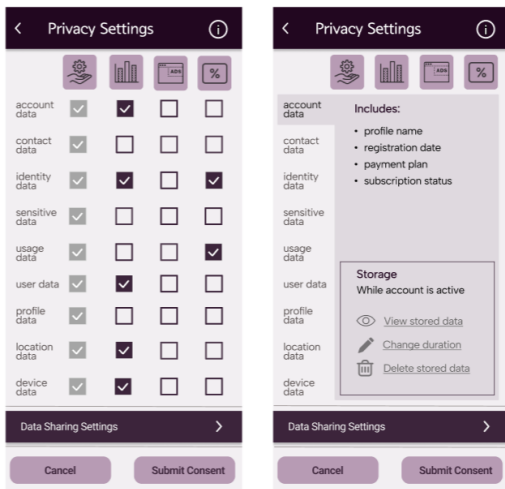 Privacy Settings
ADS
%
account
data
contact
data
identity
data
sensitive
data
usage
data
user data
profile
data
location
data
device
data
Data Sharing Settings
Cancel
Submit Consent
Privacy Settings
ADS
%
account
data
contact
data
identity
data
sensitive
data
usage
data
user data
profile
data
location
data
device
data
Includes:
• profile name
• registration date
• payment plan
• subscription status
Storage
While account is active
View stored data
Change duration
Delete stored data
Data Sharing Settings
Cancel
Submit Consent